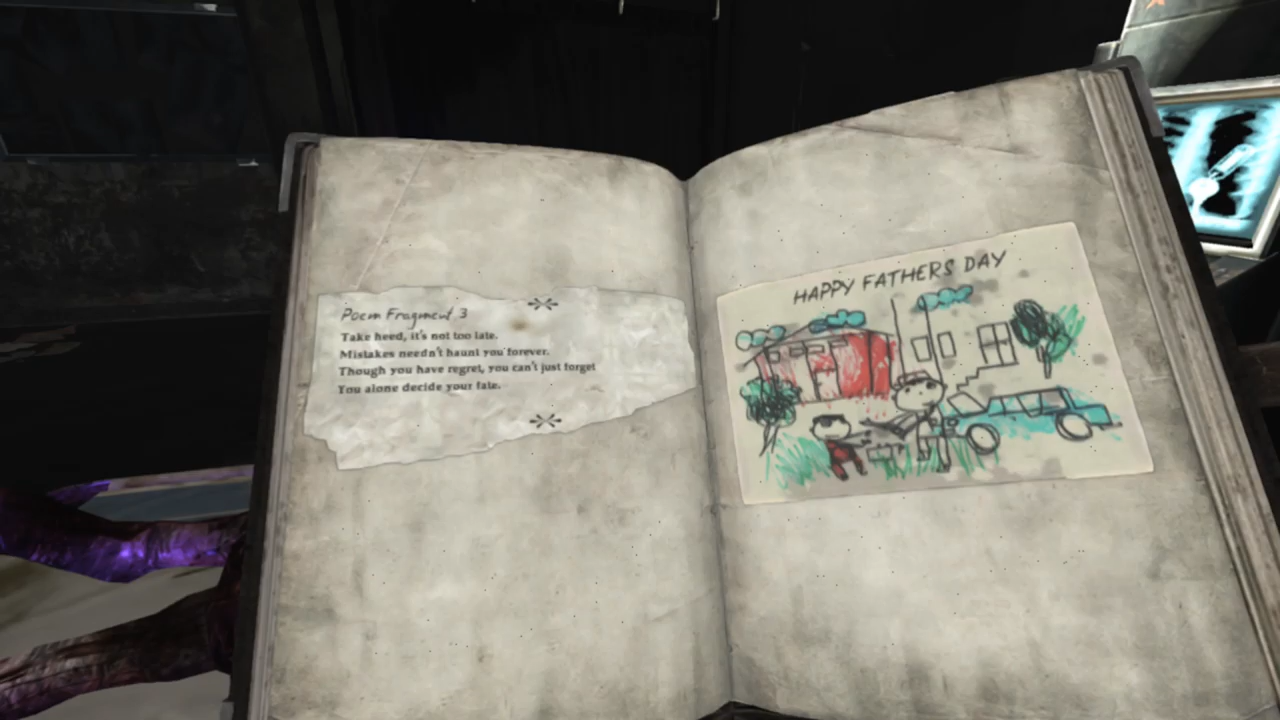 Poem Fragment 3
Take heed, it's not too late.
Mistakes needn't haunt you forever.
Though you have regret, you can't just forget
You alone decide your fate.
HAPPY FATHERS DAY